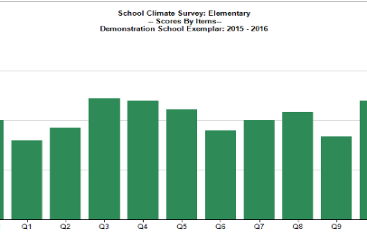 School Climate Survey: Elementary
-- Scores By Items--
Demonstration School Exemplar: 2015 - 2016
Q1 Q2 Q3 Q4 Q5 Q6 Q7 Q8 Q9